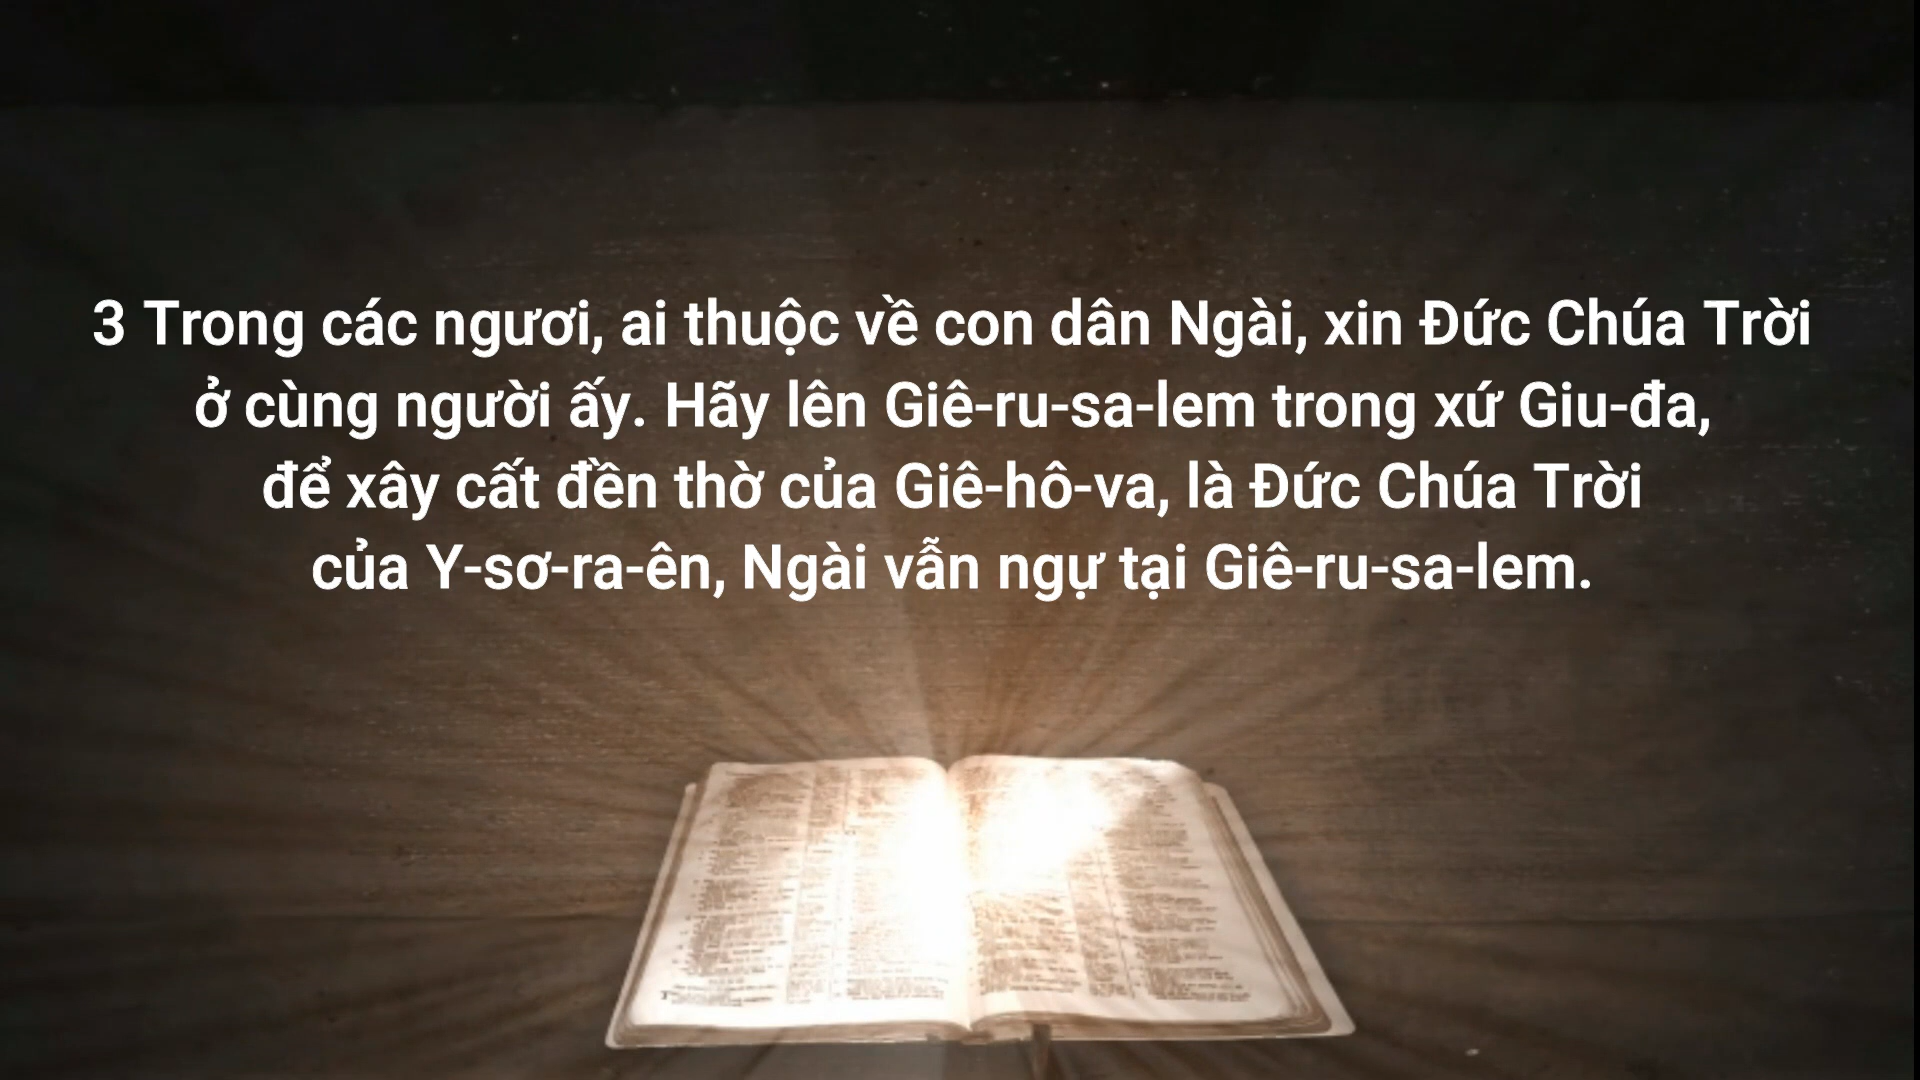 3 Trong các ngươi, ai thuộc về con dân Ngài, xin Đức Chúa Trời
ở cùng người ấy. Hãy lên Giê-ru-sa-lem trong xứ Giu-đa,
để xây cất đền thờ của Giê-hô-va, là Đức Chúa Trời
của Y-sơ-ra-ên, Ngài vẫn ngự tại Giê-ru-sa-lem.